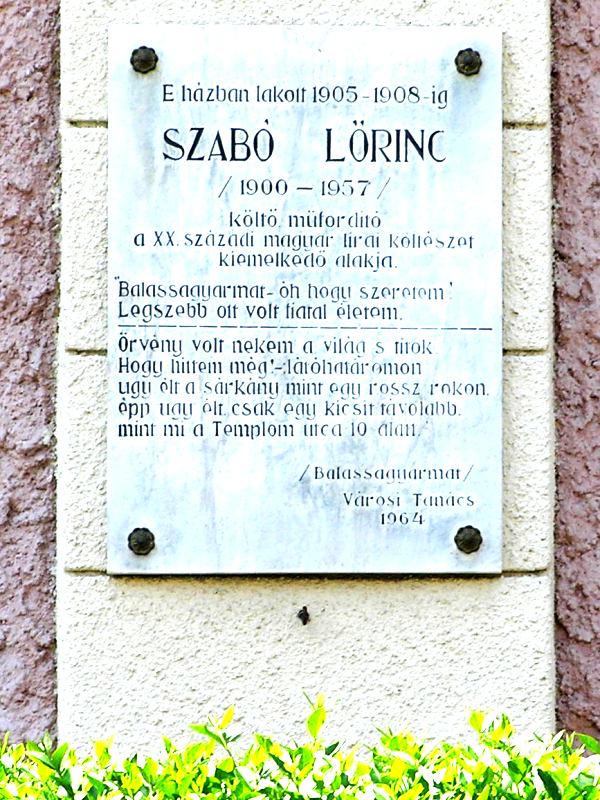 E házban lakott 1905-1908-ig
SZABÓ LŐRINC
/1900 – 1957/
költő, műfordító
a XX. századi magyar lírai költészet
kiemelkedő alakja.
"Balassagyarmat - óh hogy szeretem!
Legszebb ott volt fiatal életem.
Örvény volt nekem a világ s titok.
Hogy hittem még! - látóhatáromon
ugy élt a sárkány mint egy rossz rokon.
épp ugy élt, csak egy kicsit távolabb.
mint mi a Templom utca 10 alatt."
/Balassagyarmat/
Városi Tanács
1964